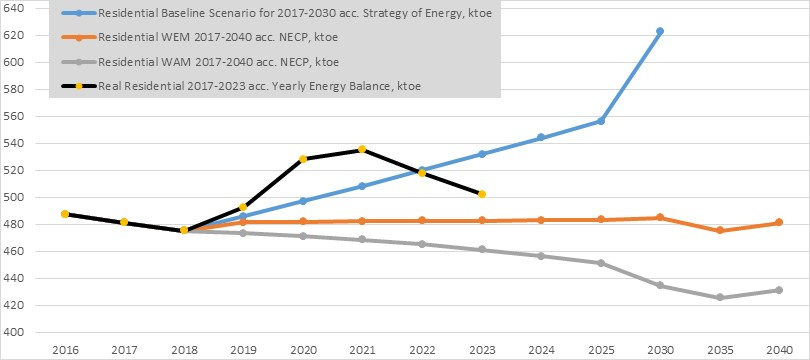 640
620
600
580
560
540
520
500
480
460
440
420
400
Residential Baseline Scenario for 2017-2030 acc. Strategy of Energy, ktoe
Residential WEM 2017-2040 acc. NECP, ktoe
Residential WAM 2017-2040 acc. NECP, ktoe
Real Residential 2017-2023 acc. Yearly Energy Balance, ktoe
2016 2017 2018 2019 2020 2021 2022 2023 2024 2025 2030 2035 2040